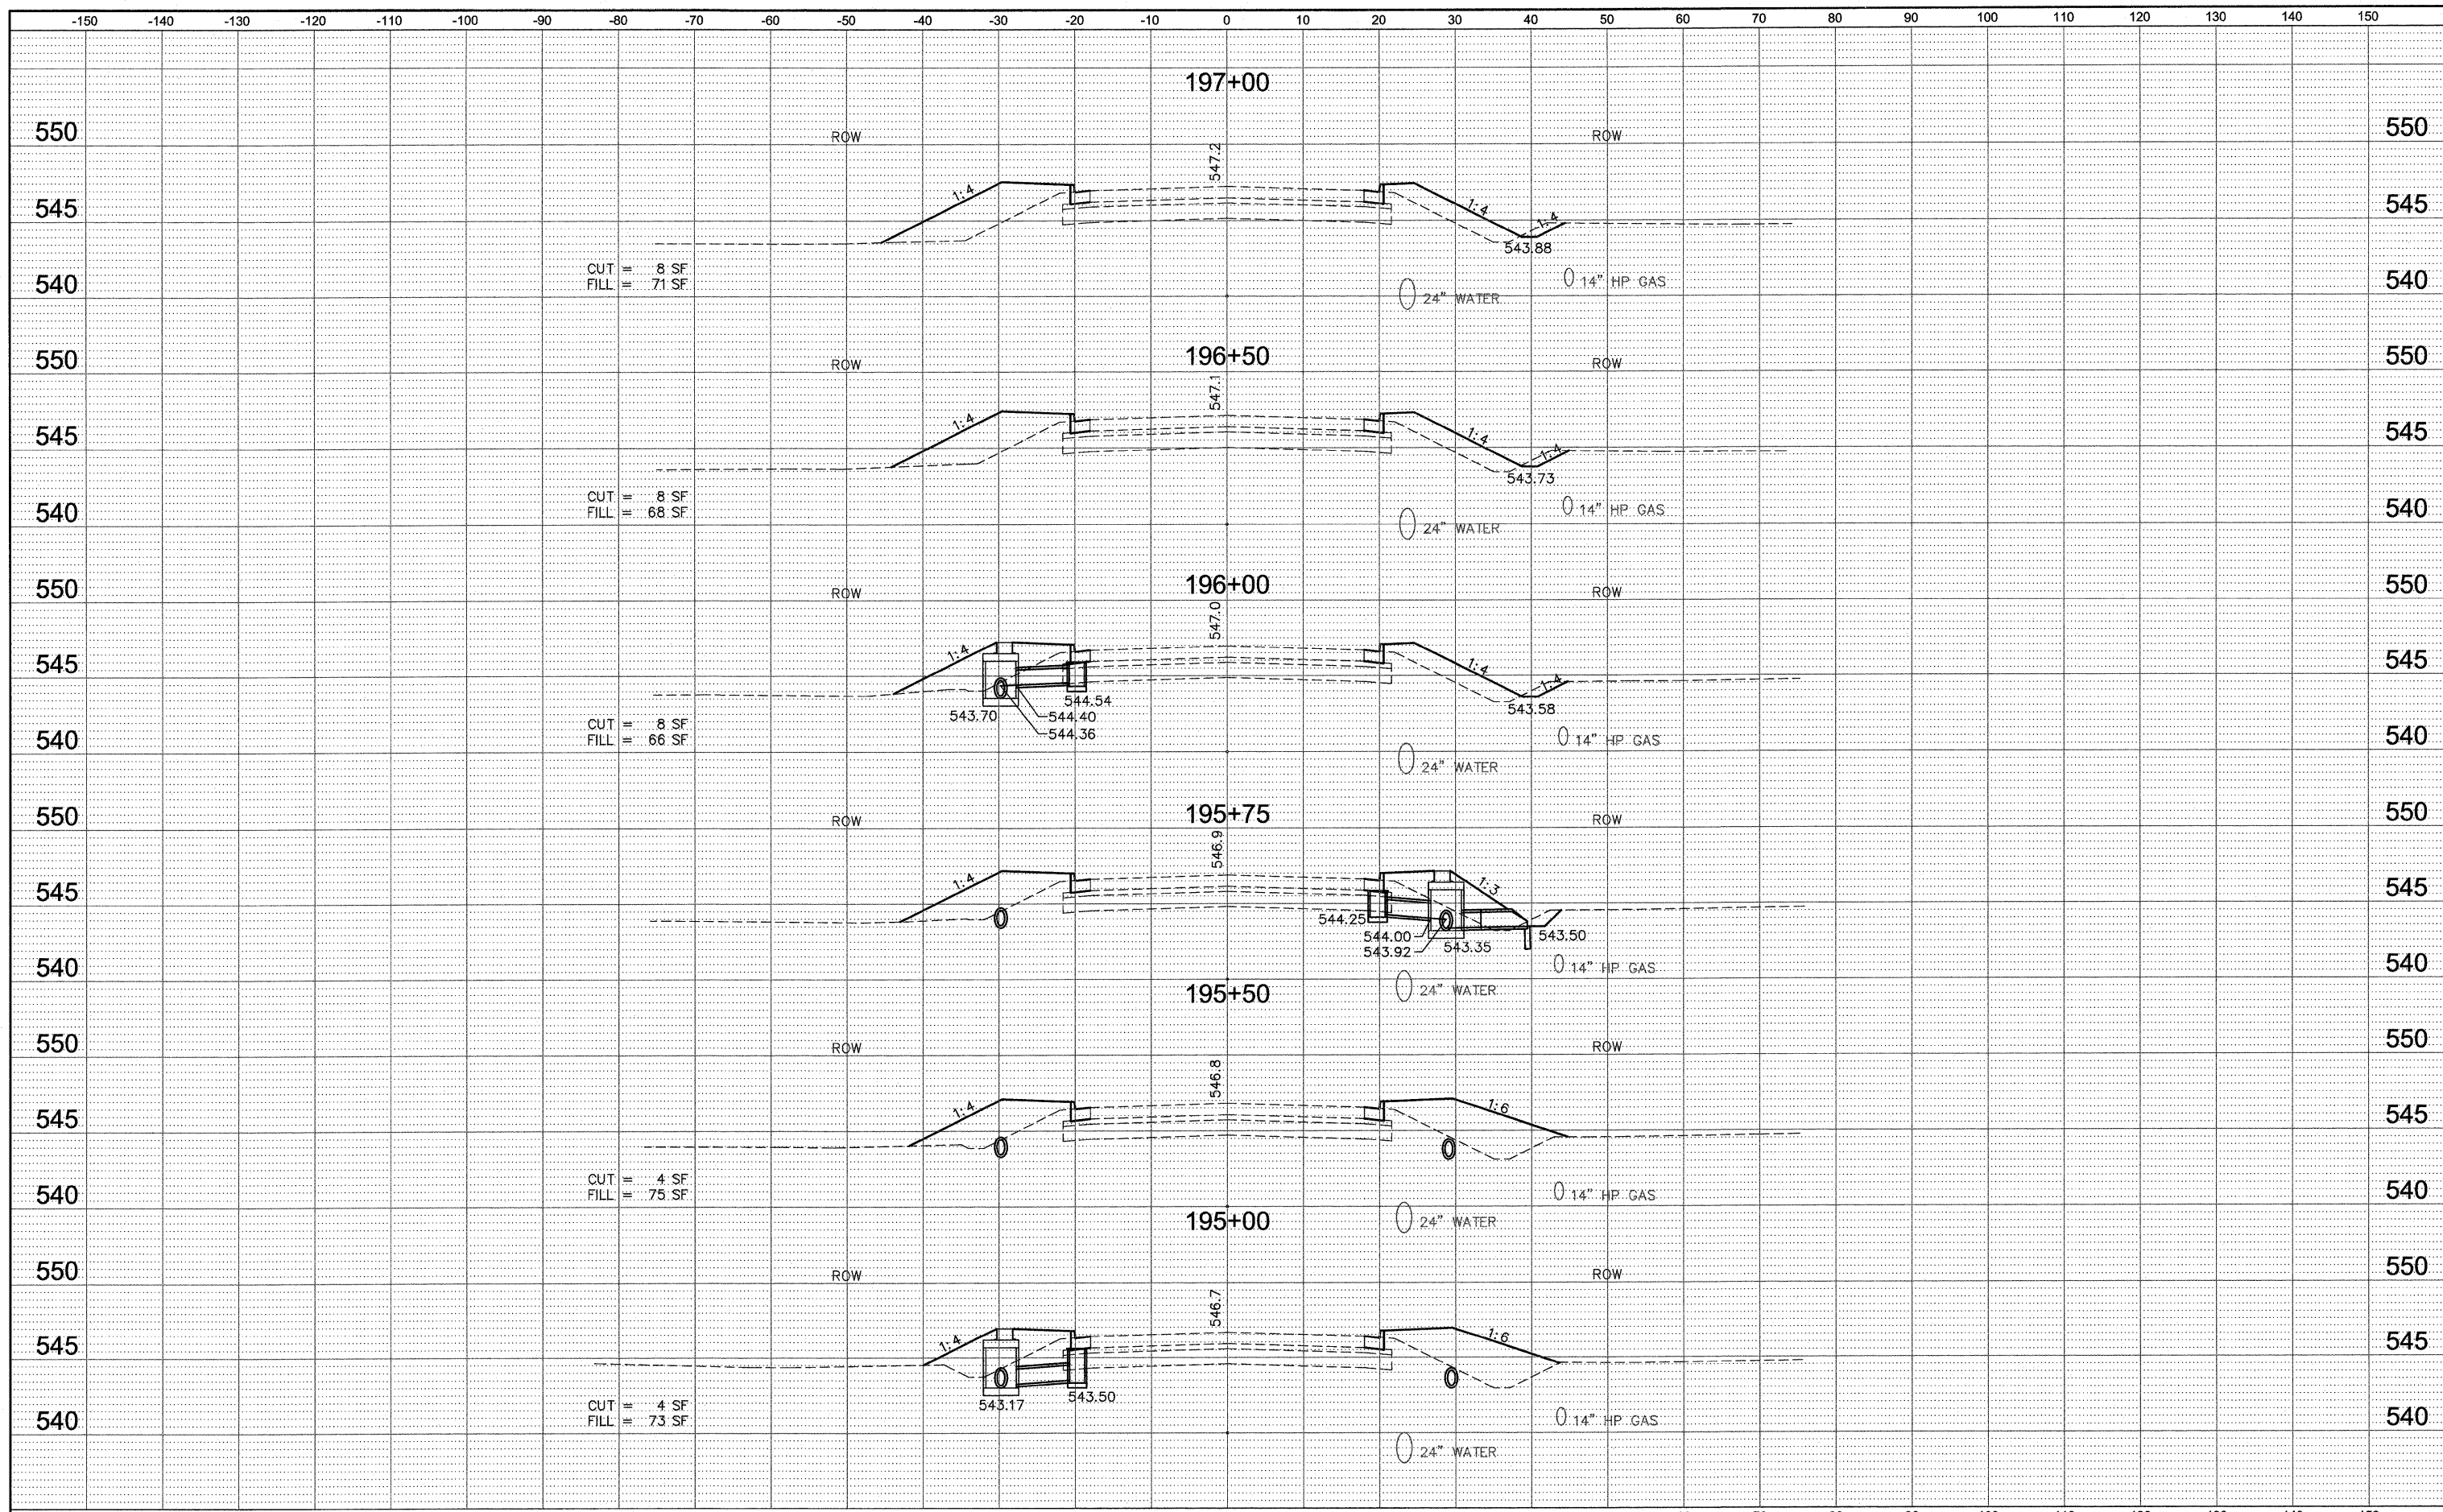 -150 -140 -130 -120 -100 -90 -80 -70 -60 -50 -40 -30 -20 -10 0 10 20 30 40 50 60 70 80 90 100 110 120 130 140 150
197+00
550 ROW ROW 550
547.2
1:4 1:4 1:4
545 545
543.88
CUT = 8 SF
FILL = 71 SF
540 24" WATER 14" HP GAS 540
196+50
550 ROW ROW 550
547.1
1:4 1:4 1:4
545 545
543.73
CUT = 8 SF
FILL = 68 SF
540 24" WATER 14" HP GAS 540
196+00
550 ROW ROW 550
547.0
1:4 1:4 1:4
545 545
543.70 544.54 543.58
544.40
544.36
CUT = 8 SF
FILL = 66 SF
540 24" WATER 14" HP GAS 540
195+75
550 ROW ROW 550
546.9
1:4 1:3
545 545
544.25
544.00 543.50
543.92 543.35
540 24" WATER 14" HP GAS 540
195+50
550 ROW ROW 550
546.8
1:4 1:6
545 545
CUT = 4 SF
FILL = 75 SF
540 24" WATER 14" HP GAS 540
195+00
550 ROW ROW 550
546.7
1:4 1:6
545 545
543.17 543.50
CUT = 4 SF
FILL = 73 SF
540 14" HP GAS 540
24" WATER